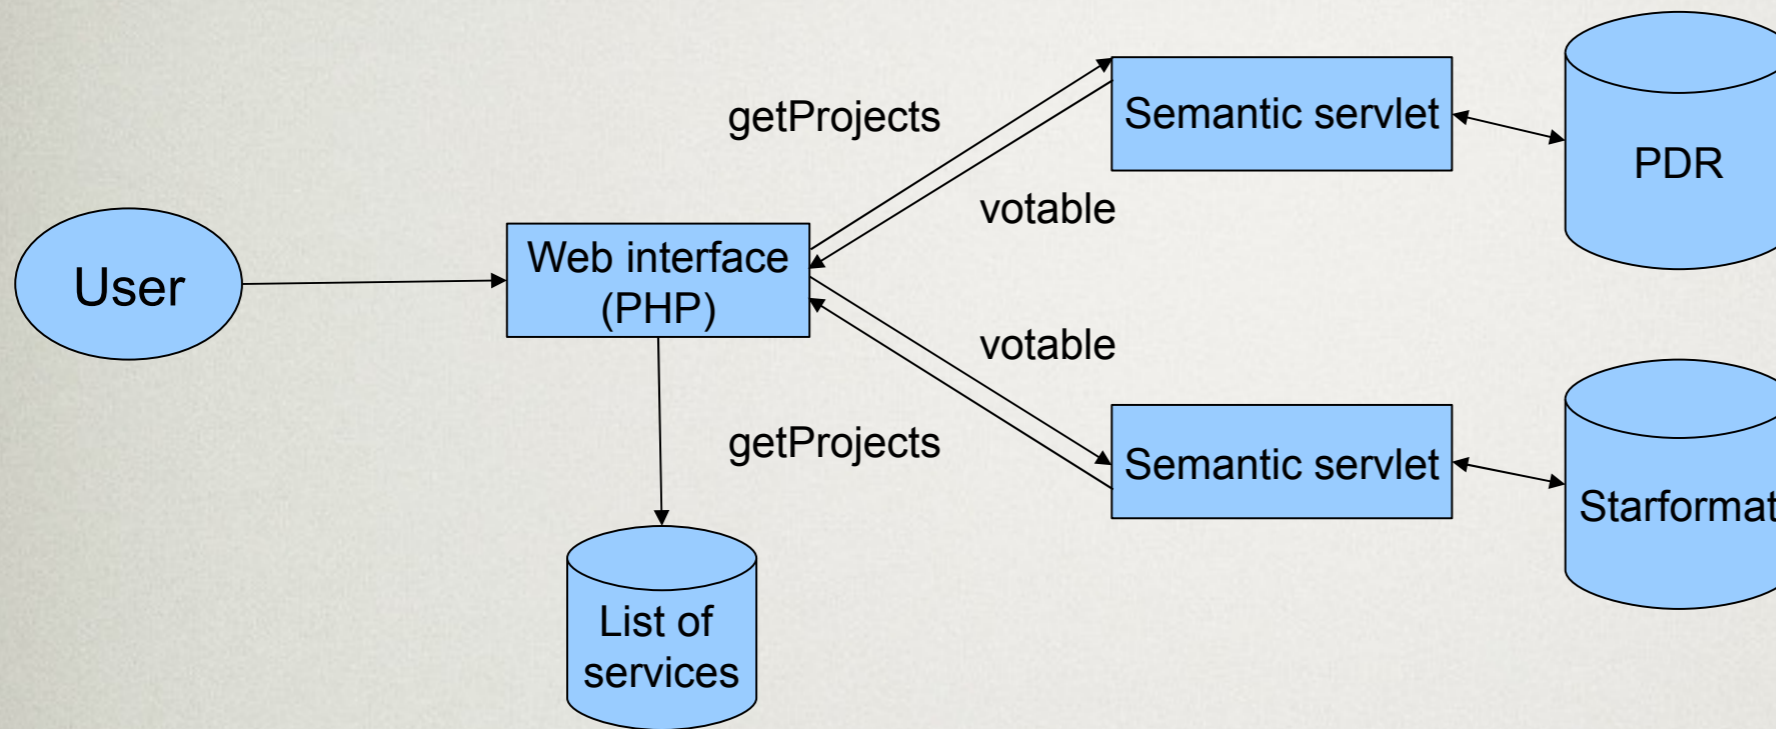 getProjects
Semantic servlet
PDR
votable
User
Web interface
(PHP)
votable
getProjects
Semantic servlet
Starformat
List of
services